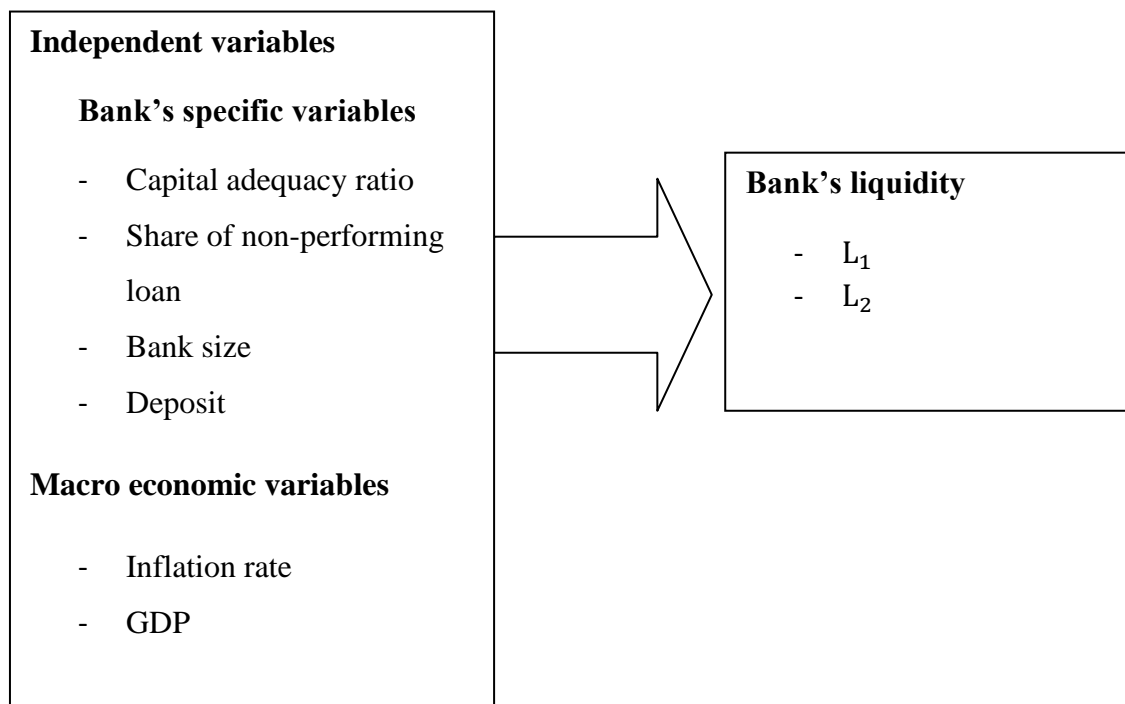 Independent variables
Bank’s specific variables
- Capital adequacy ratio
- Share of non-performing
loan
- Bank size
- Deposit
Macro economic variables
- Inflation rate
- GDP
Bank’s liquidity
- L₁
- L₂